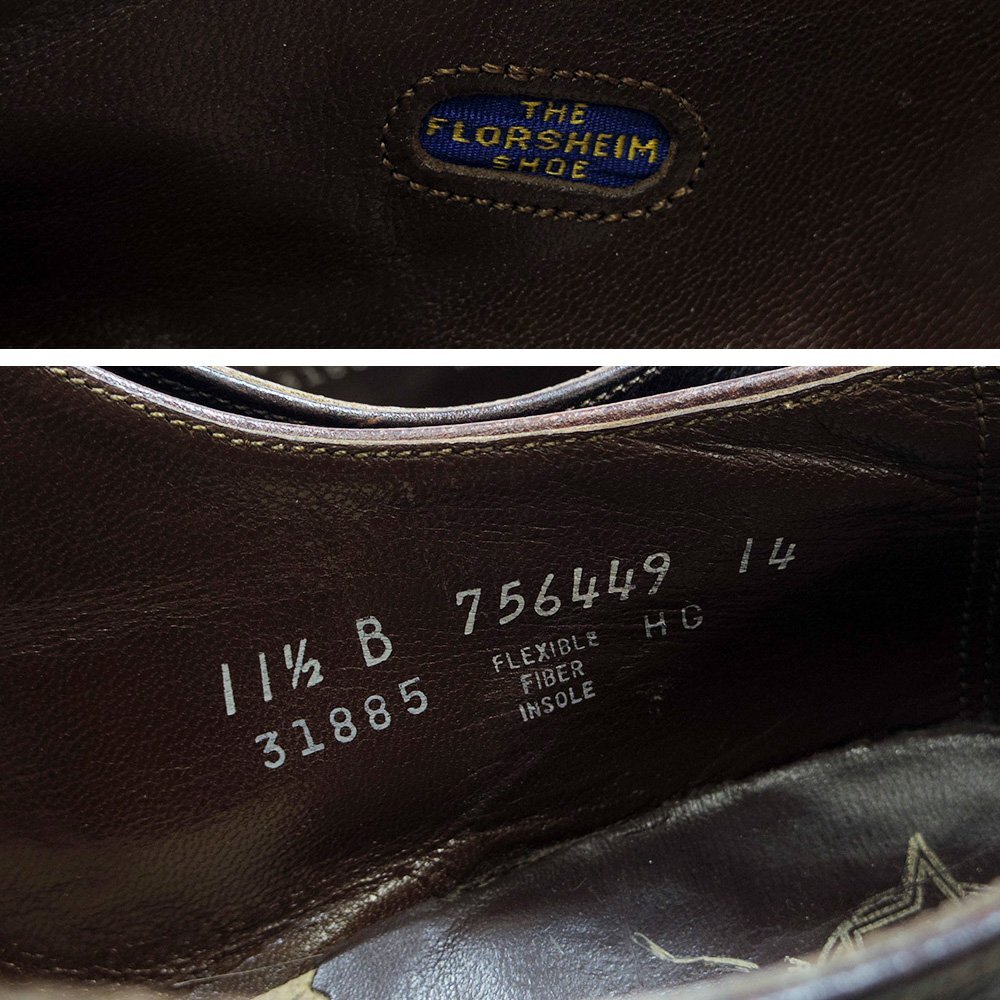 THE
FLORSHEIM
SHOE
11½ B 756449 14
31885 FLEXIBLE HG
FIBER
INSOLE